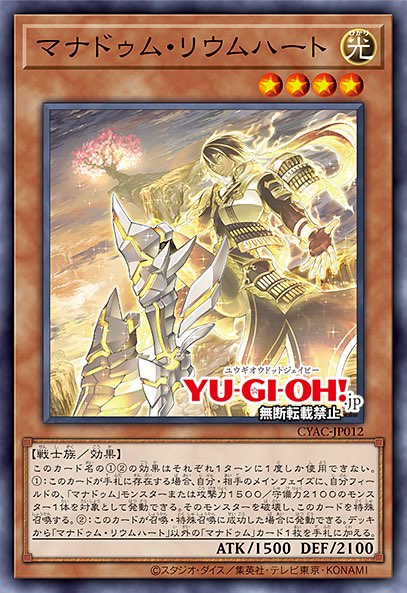 マナドゥム・リウムハート
ひかり
光
ユウギオウドットジェイピー
YU-GI-OH!.jp
無断転載禁止
CYAC-JP012
【戦士族/効果】
このカード名の①②の効果はそれぞれ1ターンに1度しか使用できない。
①:このカードが手札に存在する場合、自分・相手のメインフェイズに、自分フィー
ルドの、「マナドゥム」モンスターまたは攻撃力1500/守備力2100のモンス
ター1体を対象として発動できる。そのモンスターを破壊し、このカードを特殊
召喚する。②:このカードが召喚・特殊召喚に成功した場合に発動できる。デッキ
から「マナドゥム・リウムハート」以外の「マナドゥム」カード1枚を手札に加える。
ATK/1500 DEF/2100
©スタジオ・ダイス/集英社・テレビ東京・KONAMI